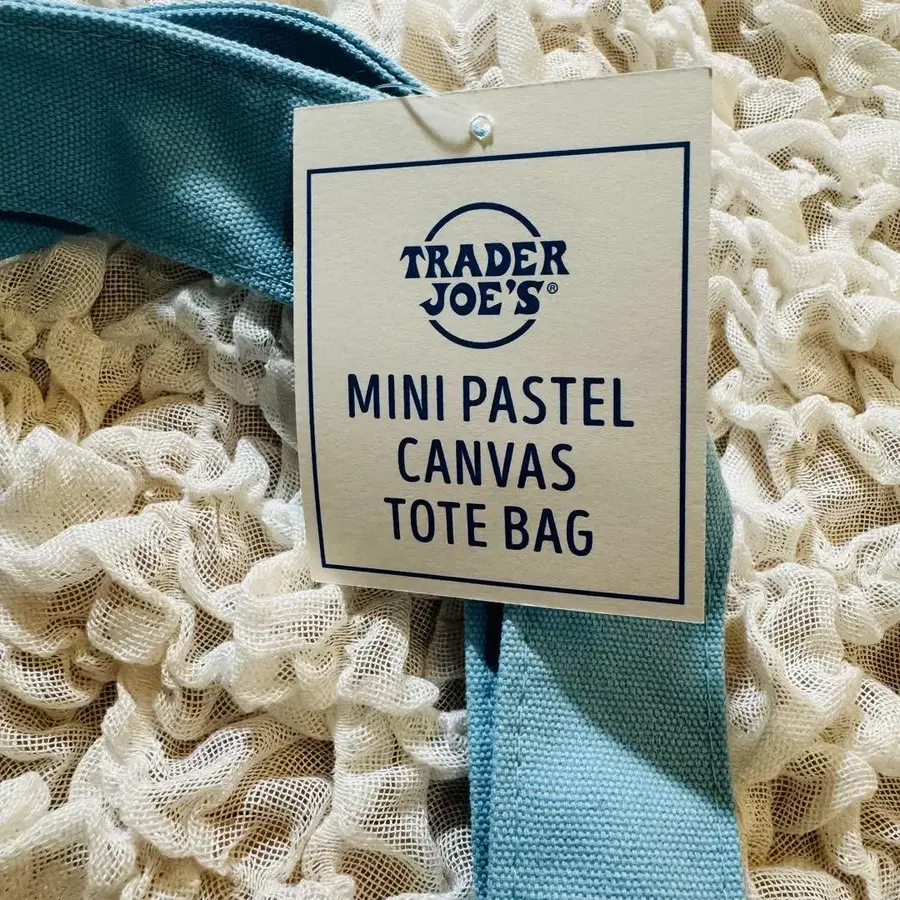 TRADER
JOE'S®
MINI PASTEL
CANVAS
TOTE BAG